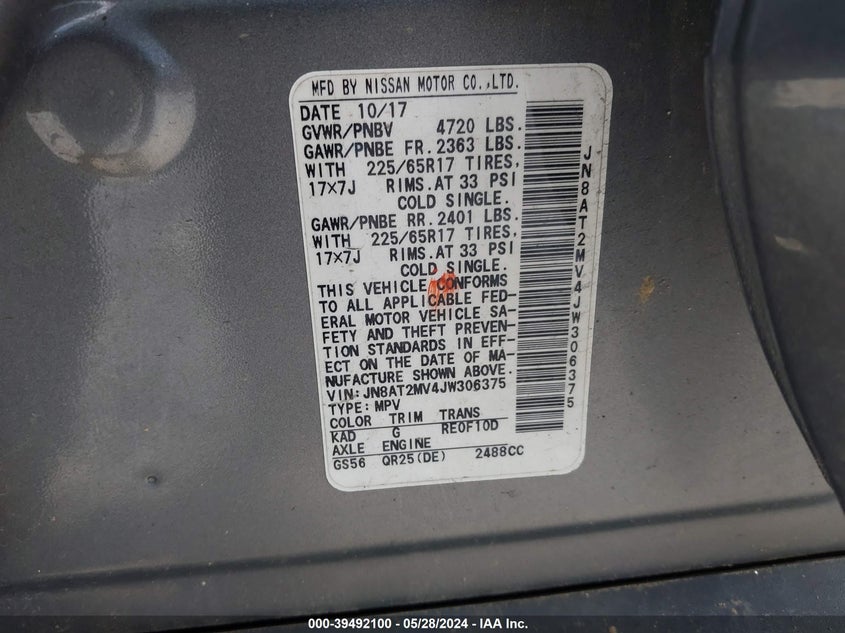 MFD BY NISSAN MOTOR CO.,LTD.
DATE 10/17
GVWR/PNBV 4720 LBS.
GAWR/PNBE FR.2363 LBS.
WITH 225/65R17 TIRES,
17×7J RIMS.AT 33 PSI
COLD SINGLE.
GAWR/PNBE RR.2401 LBS.
WITH 225/65R17 TIRES,
17×7J RIMS.AT 33 PSI
COLD SINGLE.
THIS VEHICLE CONFORMS
TO ALL APPLICABLE FED-
ERAL MOTOR VEHICLE SA-
FETY AND THEFT PREVEN-
TION STANDARDS IN EFF-
ECT ON THE DATE OF MA-
NUFACTURE SHOWN ABOVE.
VIN:JN8AT2MV4JW306375
TYPE:MPV
COLOR TRIM TRANS
KAD G RE0F10D
AXLE ENGINE
GS56 QR25(DE) 2488CC
JN8AT2MV4JW306375
000-39492100 - 05/28/2024 - IAA Inc.